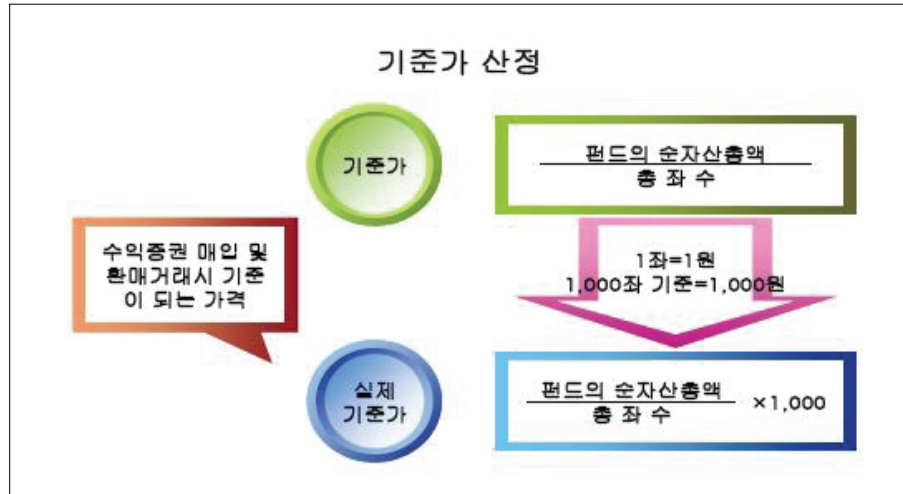 기준가 산정
기준가
펀드의 순자산총액
총 좌 수
수익증권 매입 및
환매거래시 기준
이 되는 가격
1좌=1원
1,000좌 기준=1,000원
실제
기준가
펀드의 순자산총액
총 좌 수
×1,000